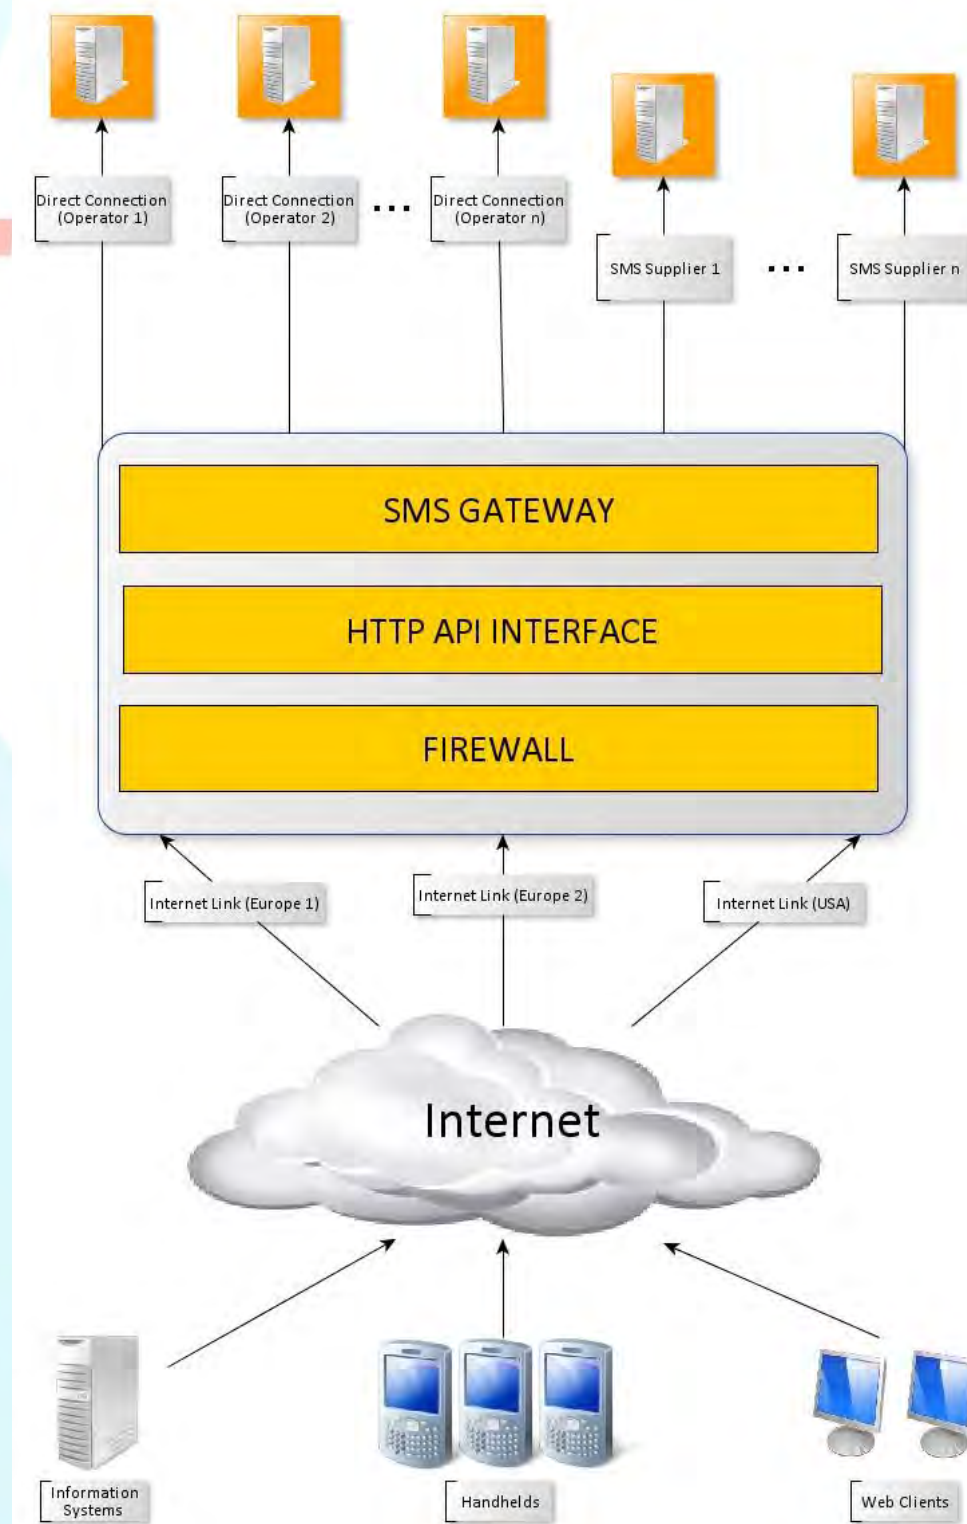 Direct Connection
(Operator 1)
Direct Connection
(Operator 2)
...
Direct Connection
(Operator n)
SMS Supplier 1
...
SMS Supplier n
SMS GATEWAY
HTTP API INTERFACE
FIREWALL
Internet Link (Europe 1)
Internet Link (Europe 2)
Internet Link (USA)
Internet
Information
Systems
Handhelds
Web Clients